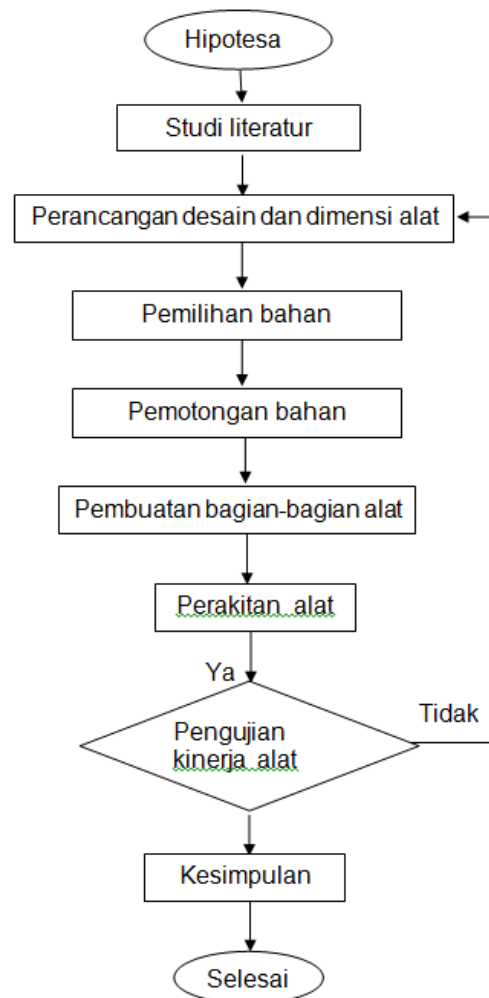 Hipotesa
Studi literatur
Perancangan desain dan dimensi alat
Pemilihan bahan
Pemotongan bahan
Pembuatan bagian-bagian alat
Perakitan alat
Ya
Tidak
Pengujian
kinerja alat
Kesimpulan
Selesai